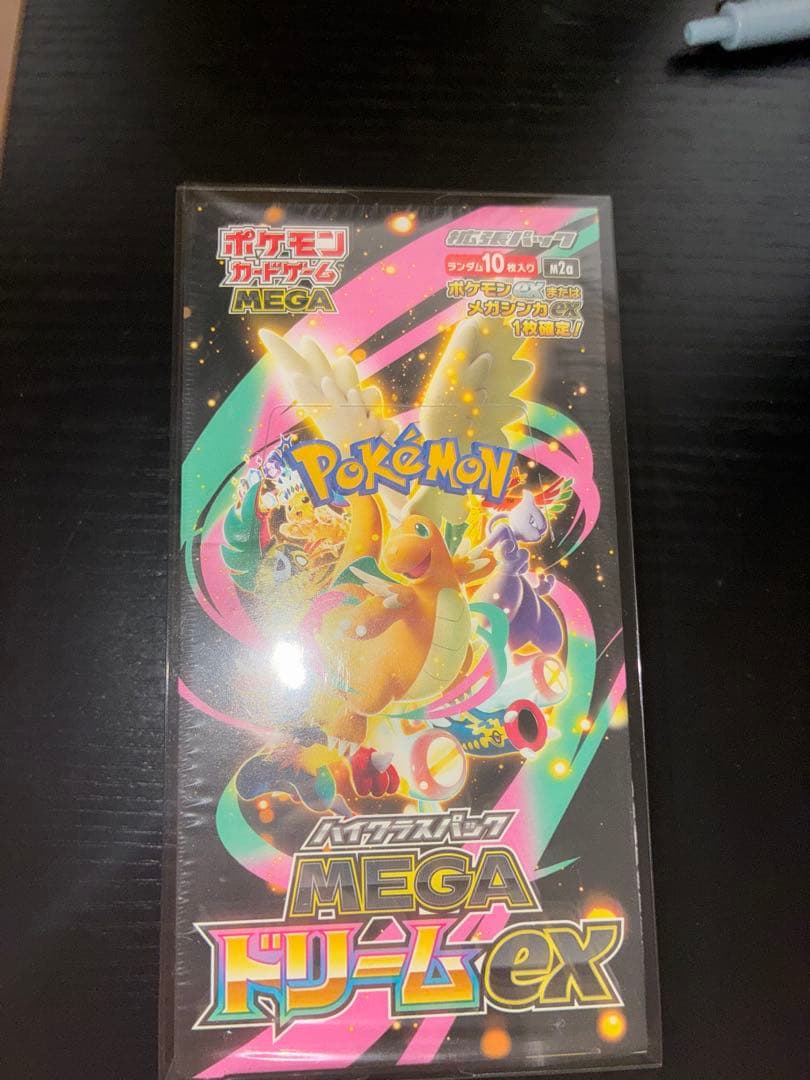 ポケモン
カードゲーム
MEGA
拡張パック
ランダム10枚入り M2a
ポケモンexまたは
メガシンカex
1枚確定!
POKéMON
ハイクラスパック
MEGA
ドリームex